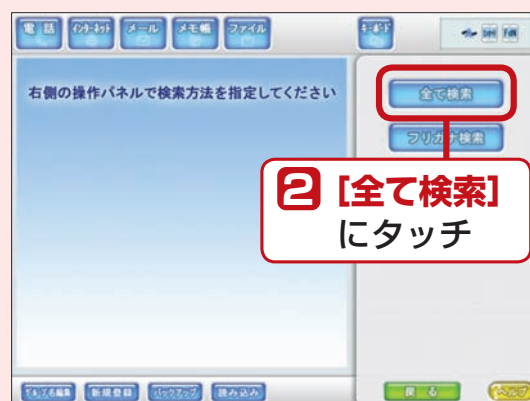 電話 インターネット メール メモ帳 ファイル キーボード OFF FAX
右側の操作パネルで検索方法を指定してください
全て検索
フリガナ検索
2 [全て検索]
にタッチ
グループ名編集 新規登録 バックアップ 読み込み 戻る ヘルプ